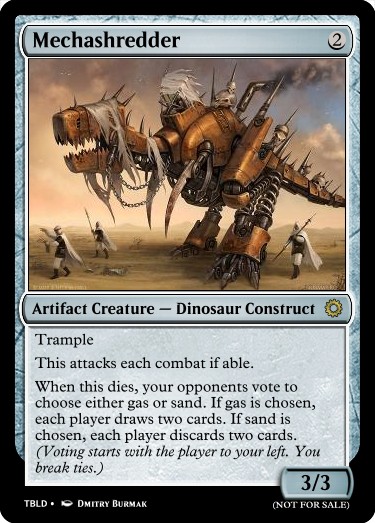 Mechashredder 2
Artifact Creature — Dinosaur Construct
Trample
This attacks each combat if able.
When this dies, your opponents vote to
choose either gas or sand. If gas is chosen,
each player draws two cards. If sand is
chosen, each player discards two cards.
(Voting starts with the player to your left. You
break ties.)
3/3
TBLD • Dmitry Burmak
(NOT FOR SALE)